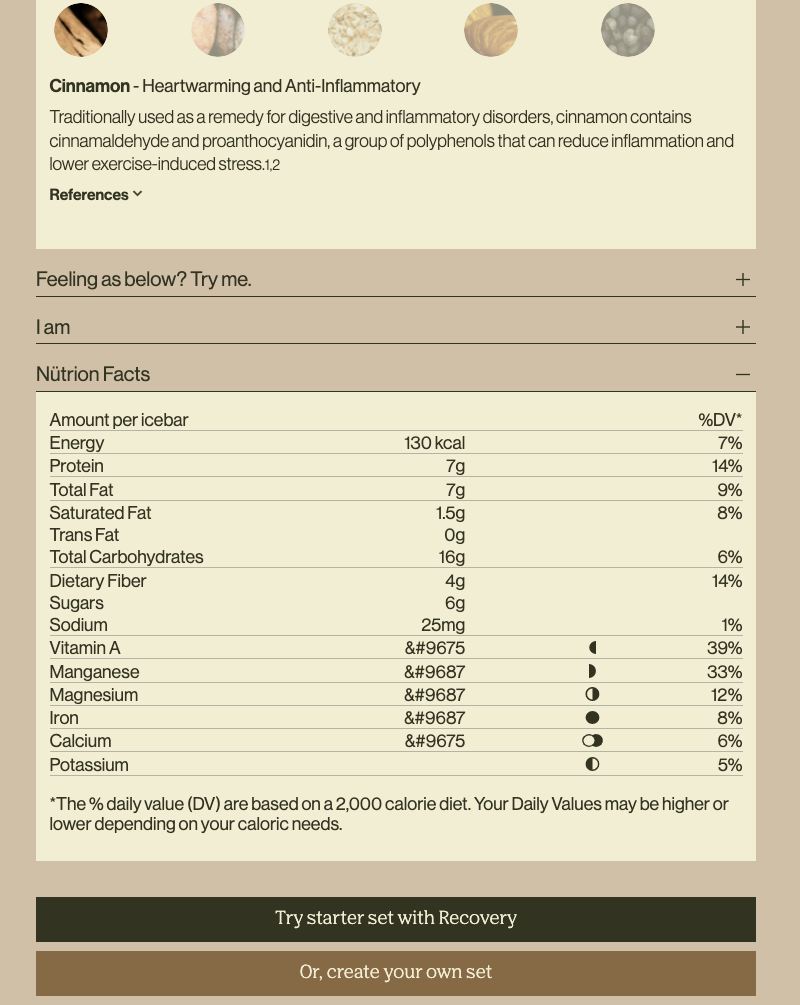 Cinnamon - Heartwarming and Anti-Inflammatory
Traditionally used as a remedy for digestive and inflammatory disorders, cinnamon contains
cinnamaldehyde and proanthocyanidin, a group of polyphenols that can reduce inflammation and
lower exercise-induced stress.1,2
References
Feeling as below? Try me.
I am
Nütrion Facts
Amount per icebar %DV*
Energy 130 kcal 7%
Protein 7g 14%
Total Fat 7g 9%
Saturated Fat 1.5g 8%
Trans Fat 0g
Total Carbohydrates 16g 6%
Dietary Fiber 4g 14%
Sugars 6g
Sodium 25mg 1%
Vitamin A &#9675 39%
Manganese &#9687 33%
Magnesium &#9687 12%
Iron &#9687 8%
Calcium &#9675 6%
Potassium 5%
*The % daily value (DV) are based on a 2,000 calorie diet. Your Daily Values may be higher or
lower depending on your caloric needs.
Try starter set with Recovery
Or, create your own set